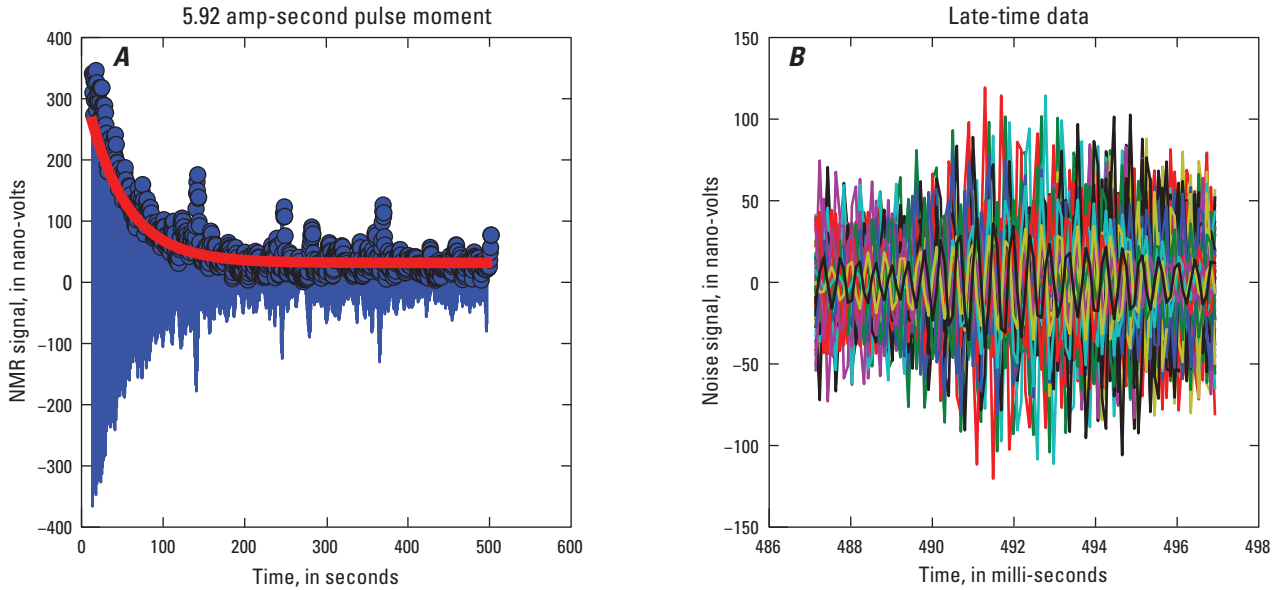 5.92 amp-second pulse moment
A
NMR signal, in nano-volts
400
300
200
100
0
−100
−200
−300
−400
0 100 200 300 400 500 600
Time, in seconds
Late-time data
B
Noise signal, in nano-volts
150
100
50
0
−50
−100
−150
486 488 490 492 494 496 498
Time, in milli-seconds